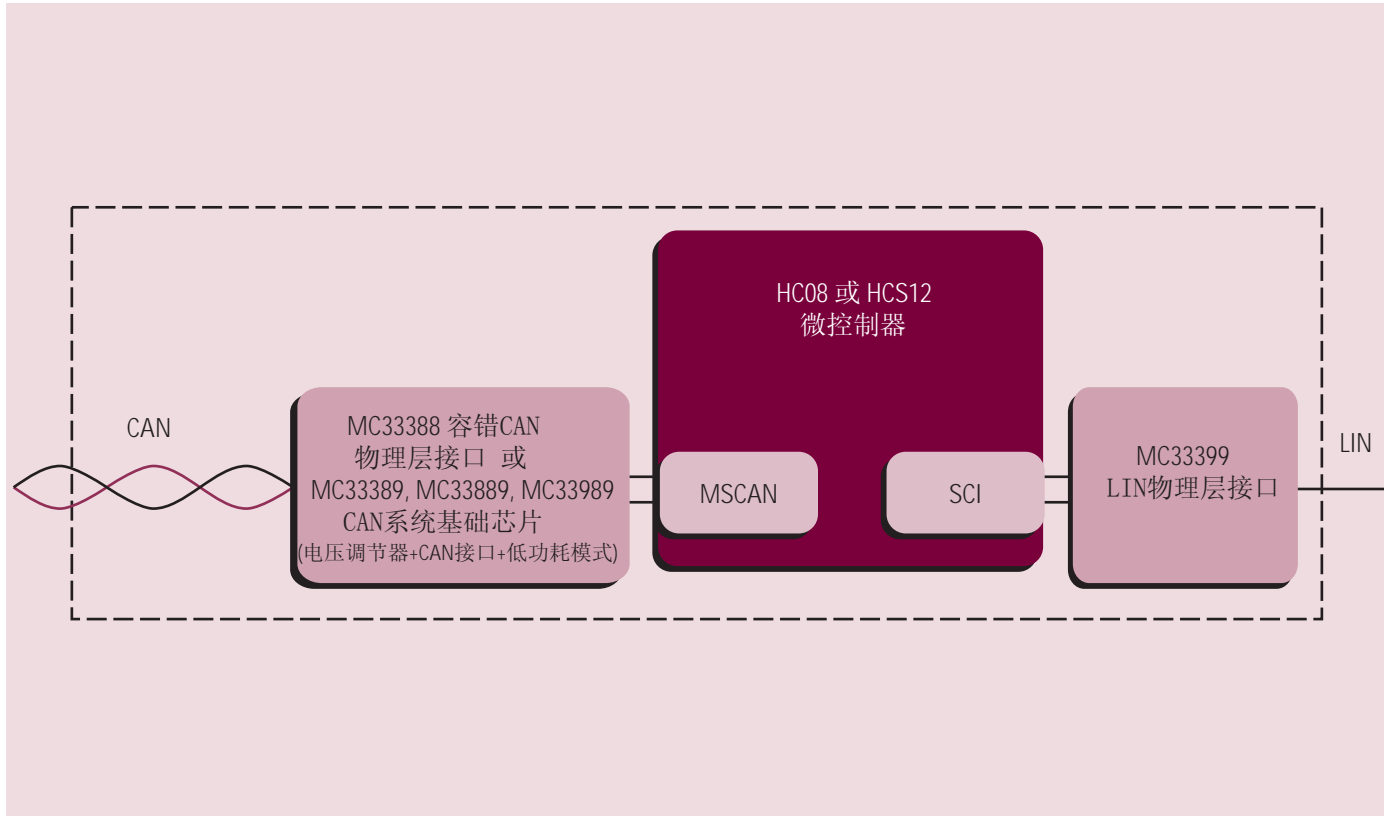 CAN
MC33388 容错CAN
物理层接口 或
MC33389, MC33889, MC33989
CAN系统基础芯片
(电压调节器+CAN接口+低功耗模式)
HC08 或 HCS12
微控制器
MSCAN
SCI
MC33399
LIN物理层接口
LIN